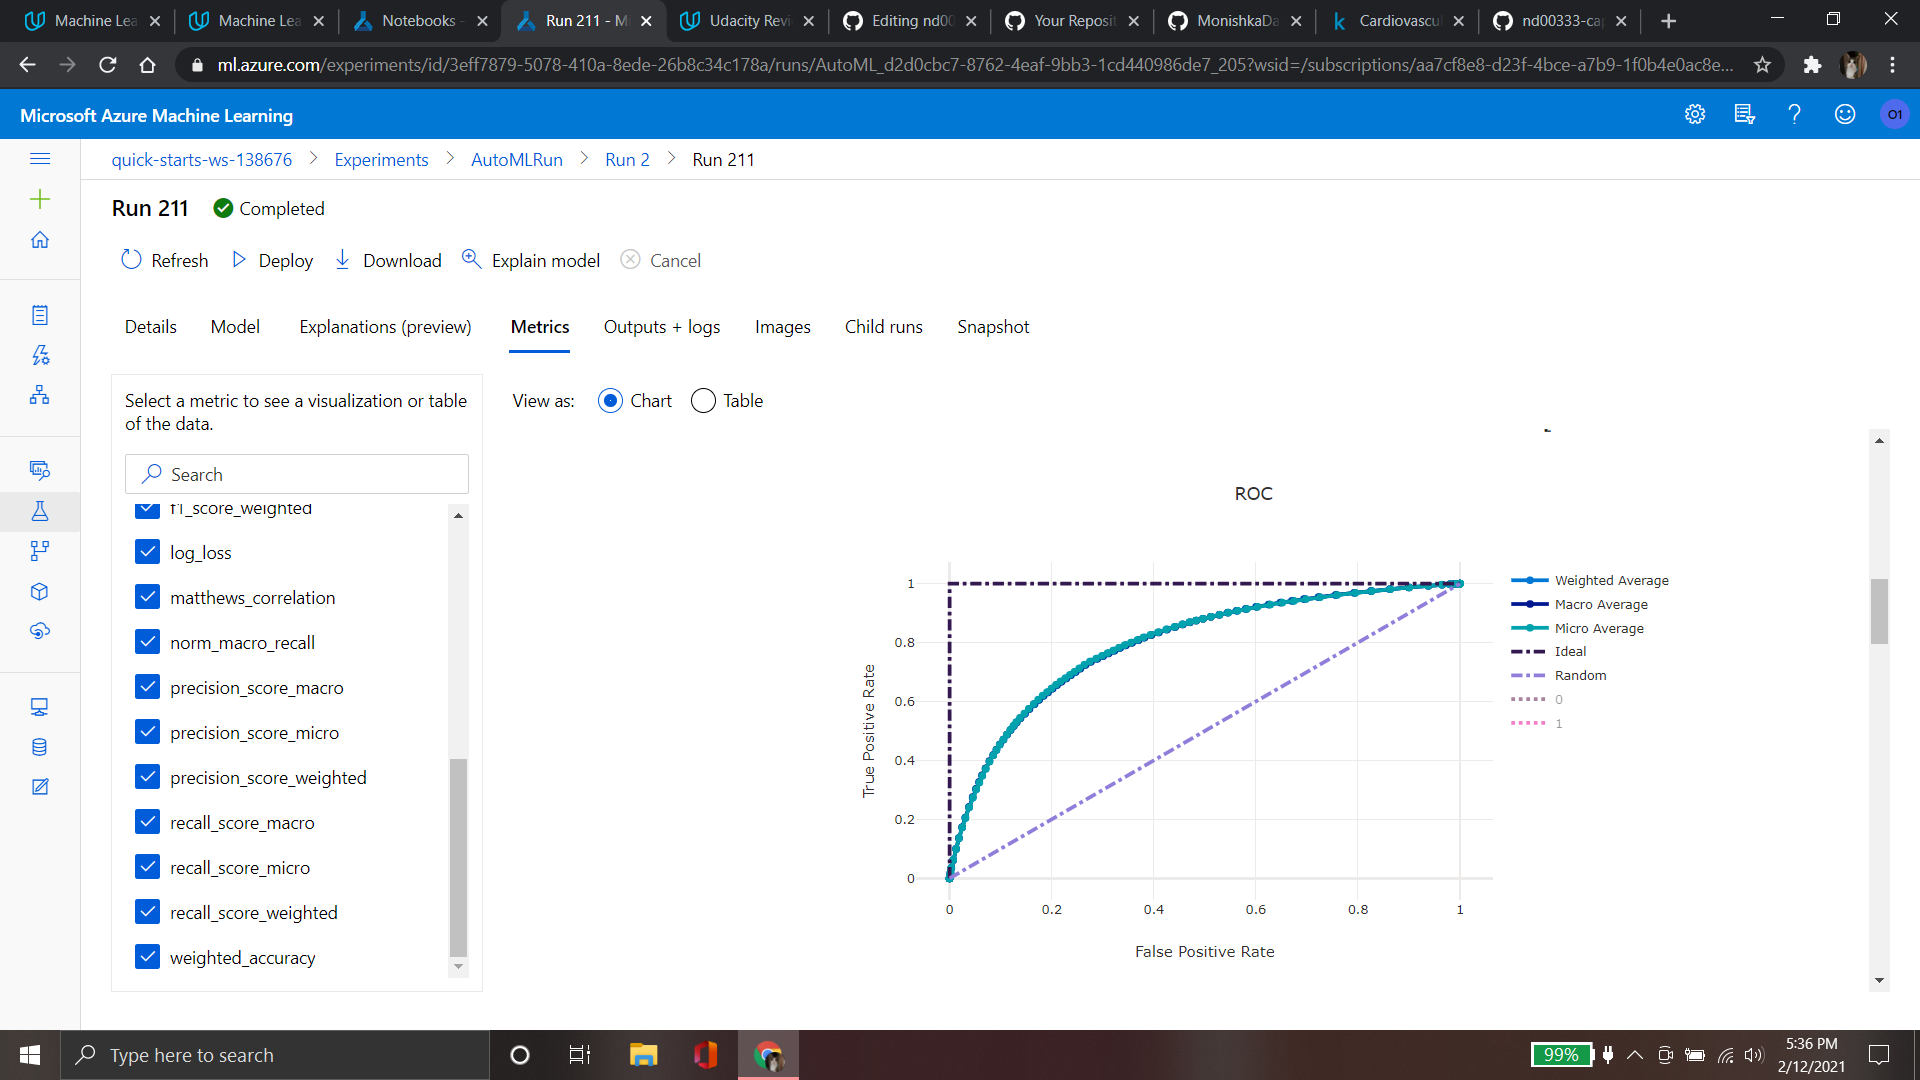 Machine Lea
Machine Lea
Notebooks -
Run 211 - M
Udacity Revi
Editing nd00
Your Reposit
MonishkaDa
Cardiovascul
nd00333-cap
ml.azure.com/experiments/id/3eff7879-5078-410a-8ede-26b8c34c178a/runs/AutoML_d2d0cbc7-8762-4eaf-9bb3-1cd440986de7_205?wsid=/subscriptions/aa7cf8e8-d23f-4bce-a7b9-1f0b4e0ac8e...
Microsoft Azure Machine Learning
O1
quick-starts-ws-138676 > Experiments > AutoMLRun > Run 2 > Run 211
Run 211 Completed
Refresh Deploy Download Explain model Cancel
Details Model Explanations (preview) Metrics Outputs + logs Images Child runs Snapshot
Select a metric to see a visualization or table
of the data.
Search
f1_score_weighted
log_loss
matthews_correlation
norm_macro_recall
precision_score_macro
precision_score_micro
precision_score_weighted
recall_score_macro
recall_score_micro
recall_score_weighted
weighted_accuracy
View as: Chart Table
ROC
1
0.8
0.6
0.4
0.2
0
True Positive Rate
0 0.2 0.4 0.6 0.8 1
False Positive Rate
Weighted Average
Macro Average
Micro Average
Ideal
Random
0
1
Type here to search
99%
5:36 PM
2/12/2021